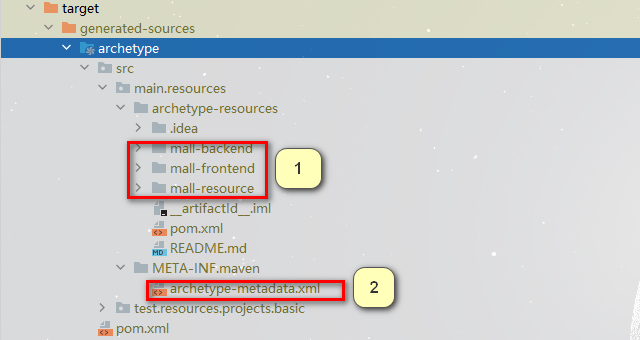 target
generated-sources
archetype
src
main.resources
archetype-resources
.idea
mall-backend
mall-frontend
1
mall-resource
__artifactId__.iml
pom.xml
README.md
META-INF.maven
archetype-metadata.xml
2
test.resources.projects.basic
pom.xml